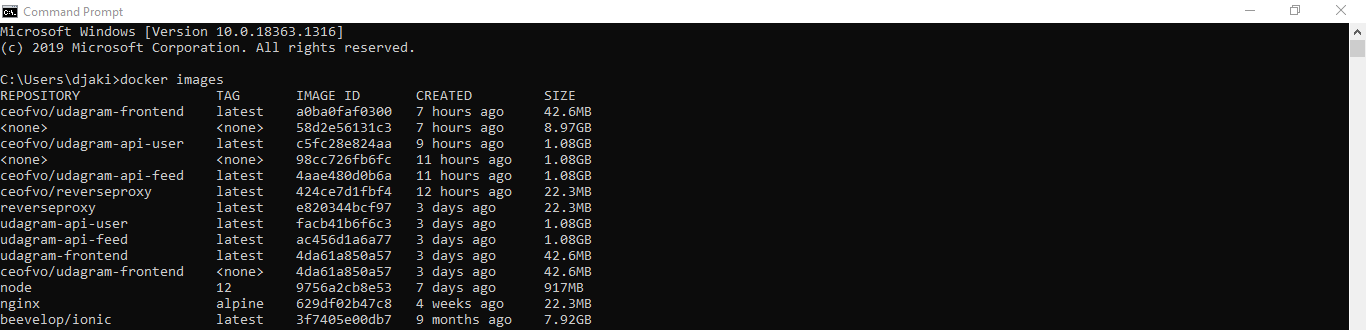 Command Prompt
Microsoft Windows [Version 10.0.18363.1316]
(c) 2019 Microsoft Corporation. All rights reserved.
C:\Users\djaki>docker images
REPOSITORY TAG IMAGE ID CREATED SIZE
ceofvo/udagram-frontend latest a0ba0faf0300 7 hours ago 42.6MB
<none> <none> 58d2e56131c3 7 hours ago 8.97GB
ceofvo/udagram-api-user latest c5fc28e824aa 9 hours ago 1.08GB
<none> <none> 98cc726fb6fc 11 hours ago 1.08GB
ceofvo/udagram-api-feed latest 4aae480d0b6a 11 hours ago 1.08GB
ceofvo/reverseproxy latest 424ce7d1fbf4 12 hours ago 22.3MB
reverseproxy latest e820344bcf97 3 days ago 22.3MB
udagram-api-user latest facb41b6f6c3 3 days ago 1.08GB
udagram-api-feed latest ac456d1a6a77 3 days ago 1.08GB
udagram-frontend latest 4da61a850a57 3 days ago 42.6MB
ceofvo/udagram-frontend <none> 4da61a850a57 3 days ago 42.6MB
node 12 9756a2cb8e53 7 days ago 917MB
nginx alpine 629df02b47c8 4 weeks ago 22.3MB
beevelop/ionic latest 3f7405e00db7 9 months ago 7.92GB